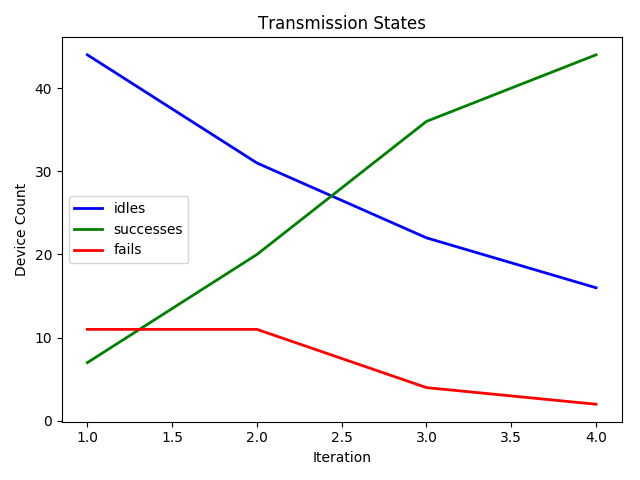 Transmission States
Device Count
40
30
20
10
0
idles
successes
fails
1.0 1.5 2.0 2.5 3.0 3.5 4.0
Iteration